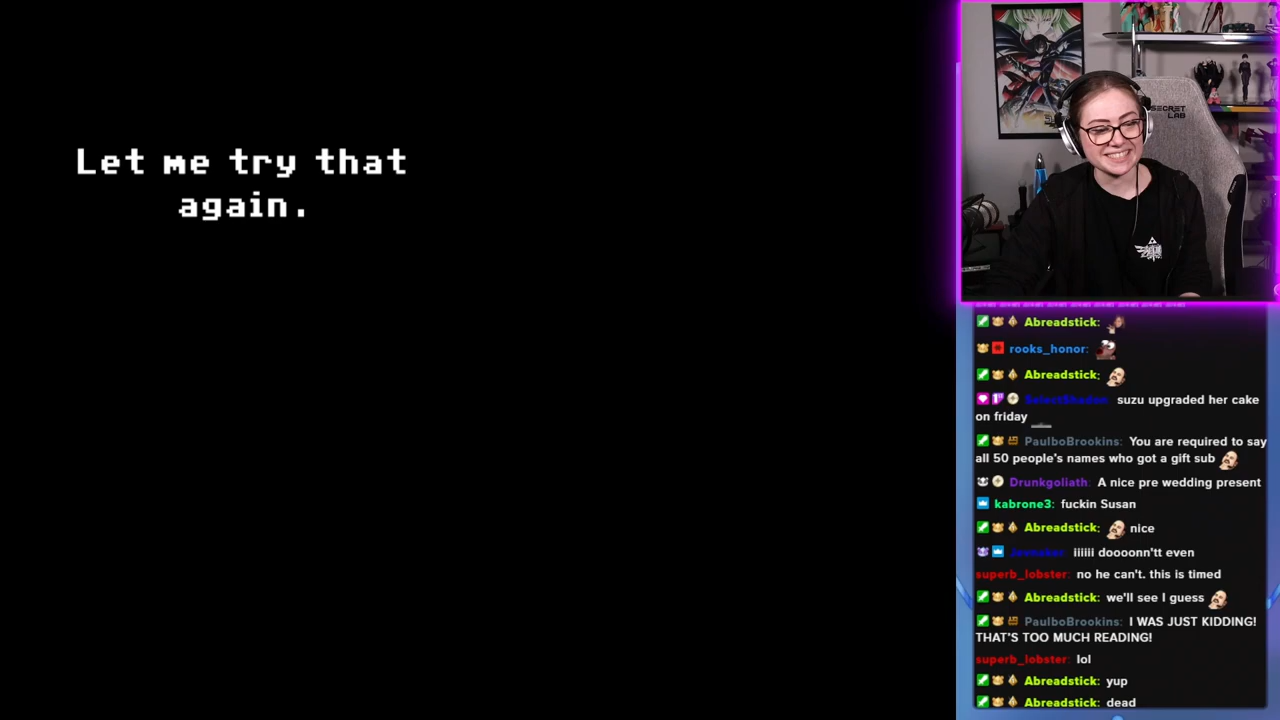 Let me try that
again.
SECRET
LAB
Abreadstick:
rooks_honor:
Abreadstick:
SelectShadow: suzu upgraded her cake
on friday
PaulboBrookins: You are required to say
all 50 people's names who got a gift sub
Drunkgoliath: A nice pre wedding present
kabrone3: fuckin Susan
Abreadstick: nice
iiiiii doooonn'tt even
superb_lobster: no he can't. this is timed
Abreadstick: we'll see I guess
PaulboBrookins: I WAS JUST KIDDING!
THAT'S TOO MUCH READING!
superb_lobster: lol
Abreadstick: yup
Abreadstick: dead